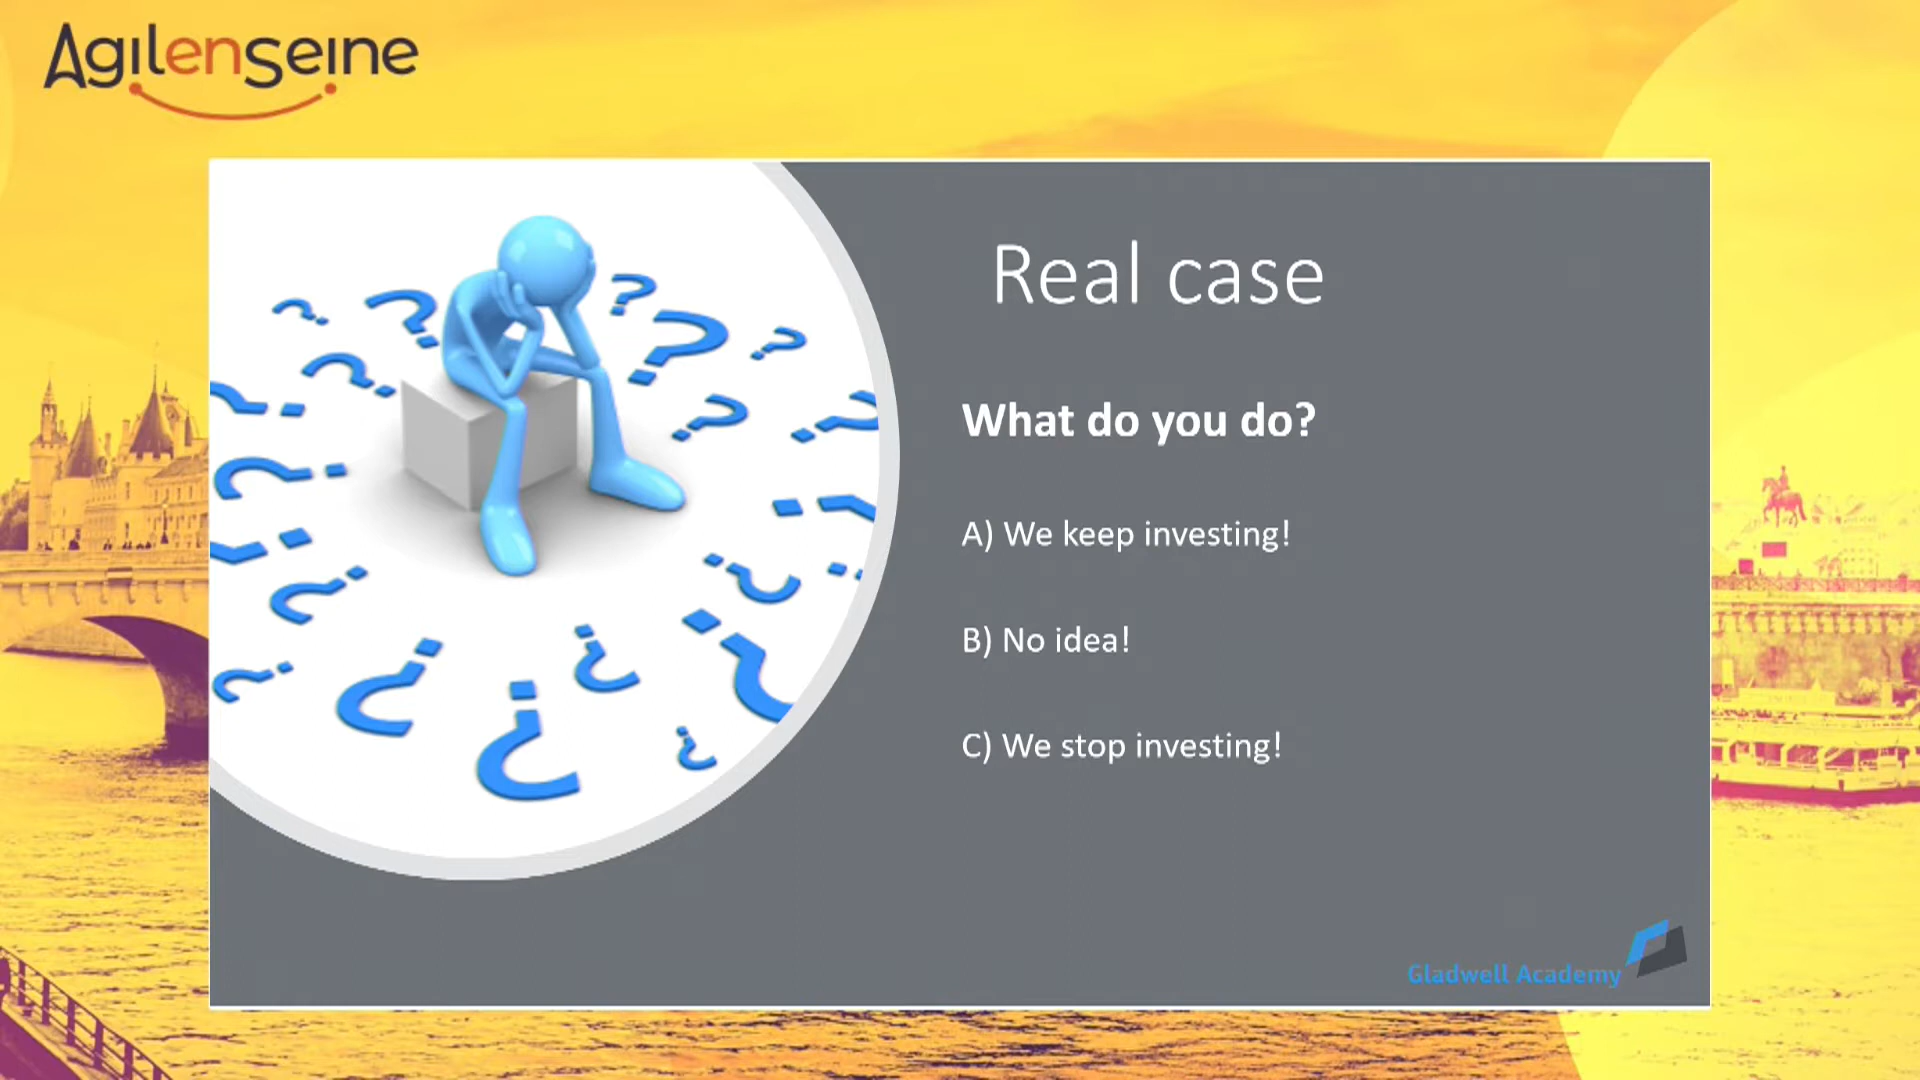 Agilenseine
Real case
What do you do?
A) We keep investing!
B) No idea!
C) We stop investing!
Gladwell Academy